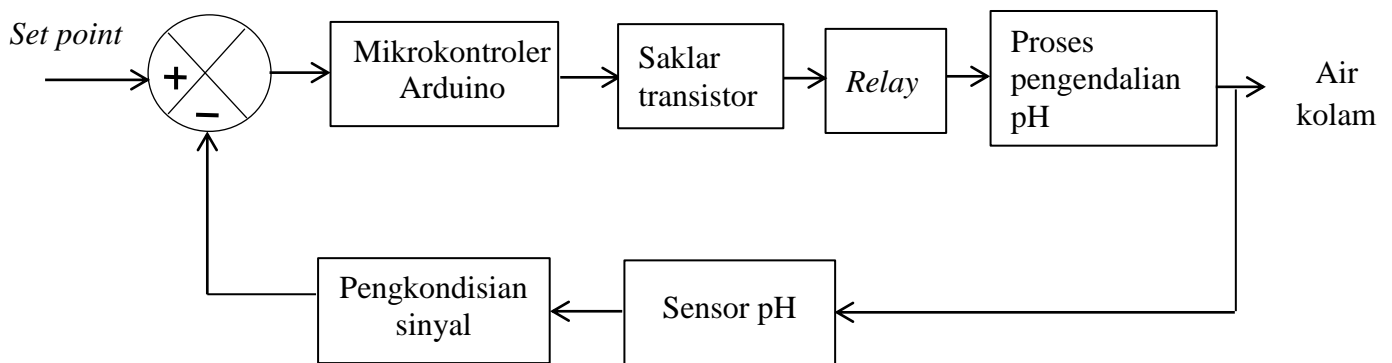 Set point
+
−
Mikrokontroler
Arduino
Saklar
transistor
Relay
Proses
pengendalian
pH
Air
kolam
Pengkondisian
sinyal
Sensor pH